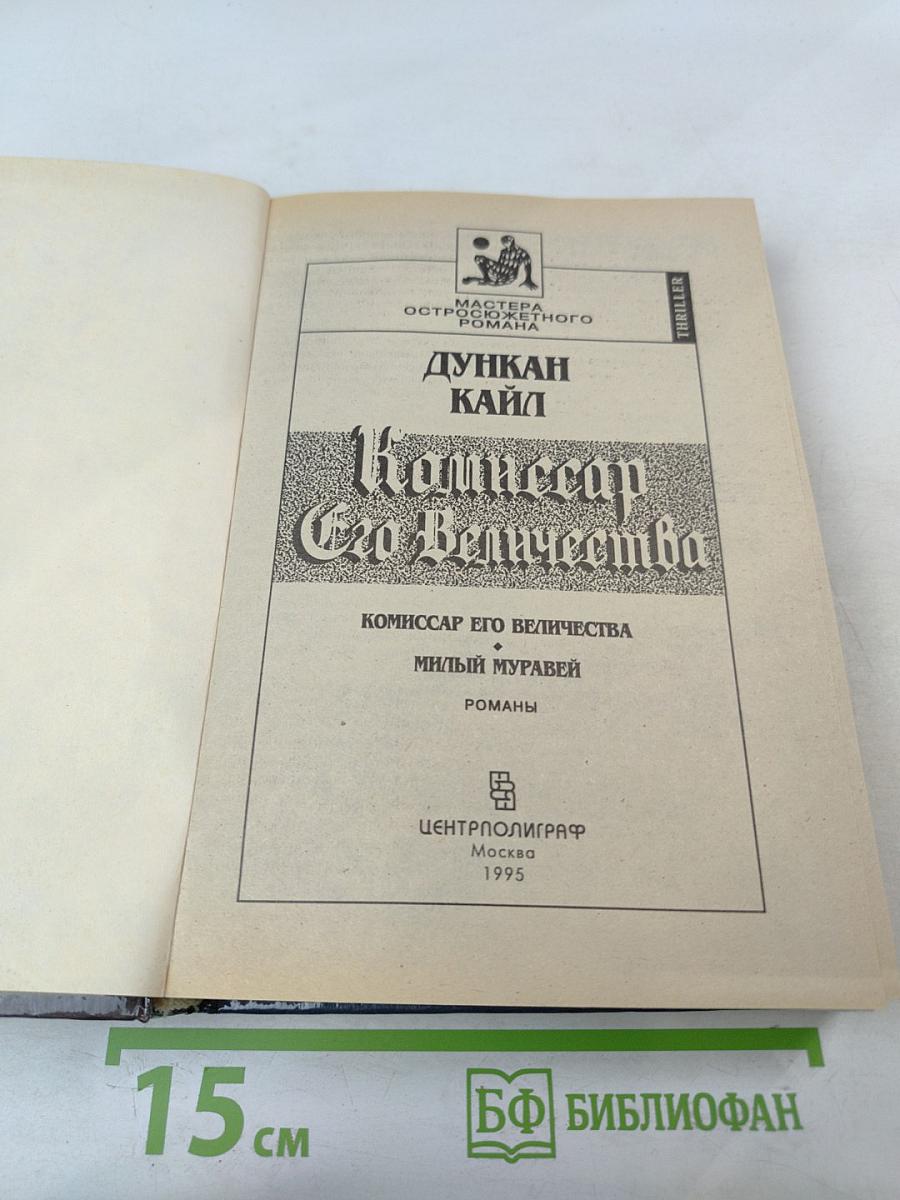 МАСТЕРА
ОСТРОСЮЖЕТНОГО
РОМАНА
THRILLER
ДУНКАН
КАЙЛ
Комиссар
Его Величества
КОМИССАР ЕГО ВЕЛИЧЕСТВА
МИЛЫЙ МУРАВЕЙ
РОМАНЫ
ЦЕНТРПОЛИГРАФ
Москва
1995
15 см
БФ БИБЛИОФАН